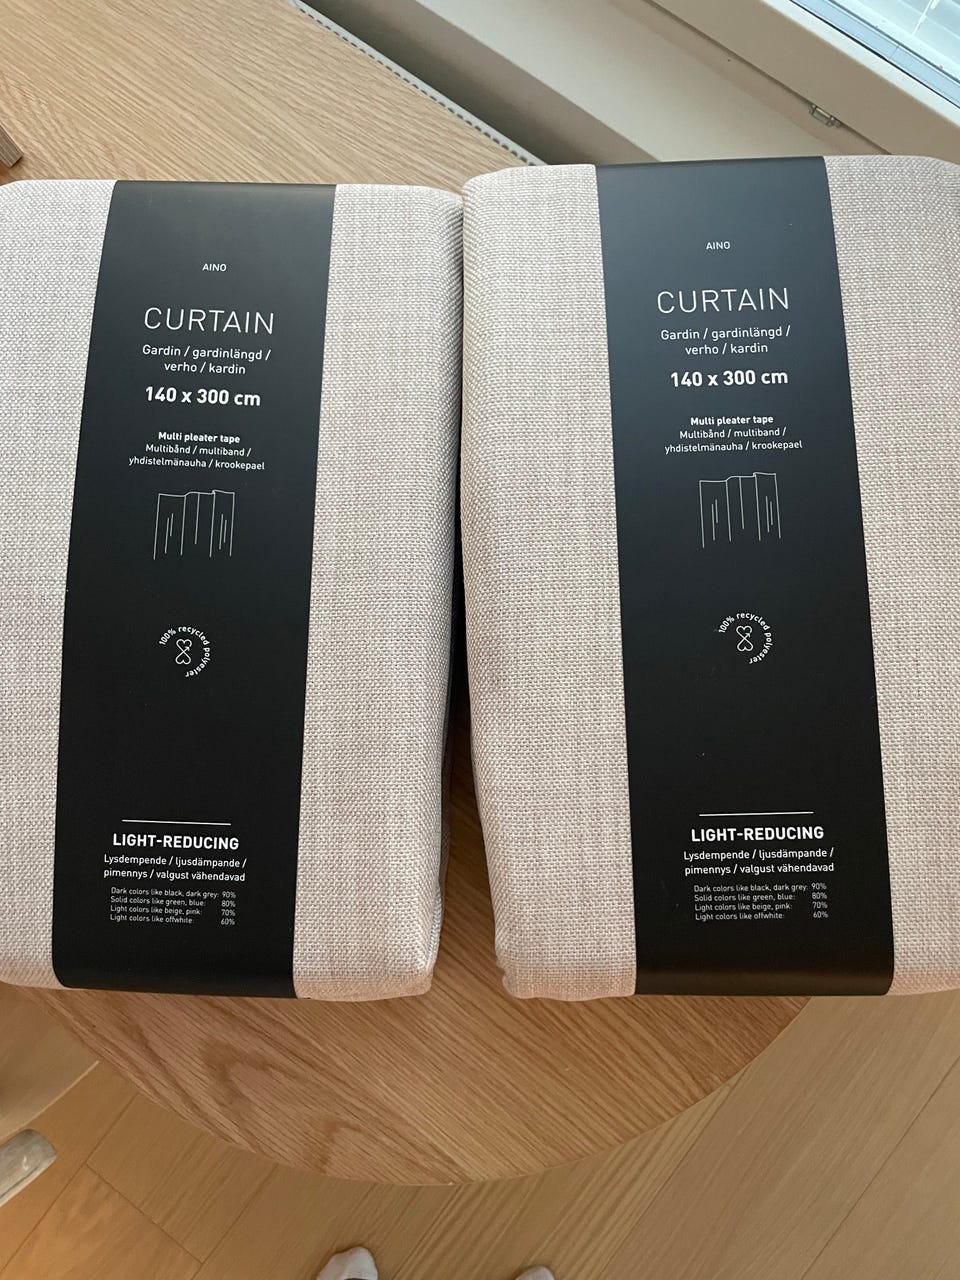 AINO
CURTAIN
Gardin / gardinlängd /
verho / kardin
140 x 300 cm
Multi pleater tape
Multibånd / multiband /
yhdistelmänauha / krookepael
100% recycled polyester
LIGHT-REDUCING
Lysdempende / ljusdämpande /
pimennys / valgust vähendavad
Dark colors like black, dark grey: 90%
Solid colors like green, blue: 80%
Light colors like beige, pink: 70%
Light colors like offwhite: 60%
AINO
CURTAIN
Gardin / gardinlängd /
verho / kardin
140 x 300 cm
Multi pleater tape
Multibånd / multiband /
yhdistelmänauha / krookepael
100% recycled polyester
LIGHT-REDUCING
Lysdempende / ljusdämpande /
pimennys / valgust vähendavad
Dark colors like black, dark grey: 90%
Solid colors like green, blue: 80%
Light colors like beige, pink: 70%
Light colors like offwhite: 60%